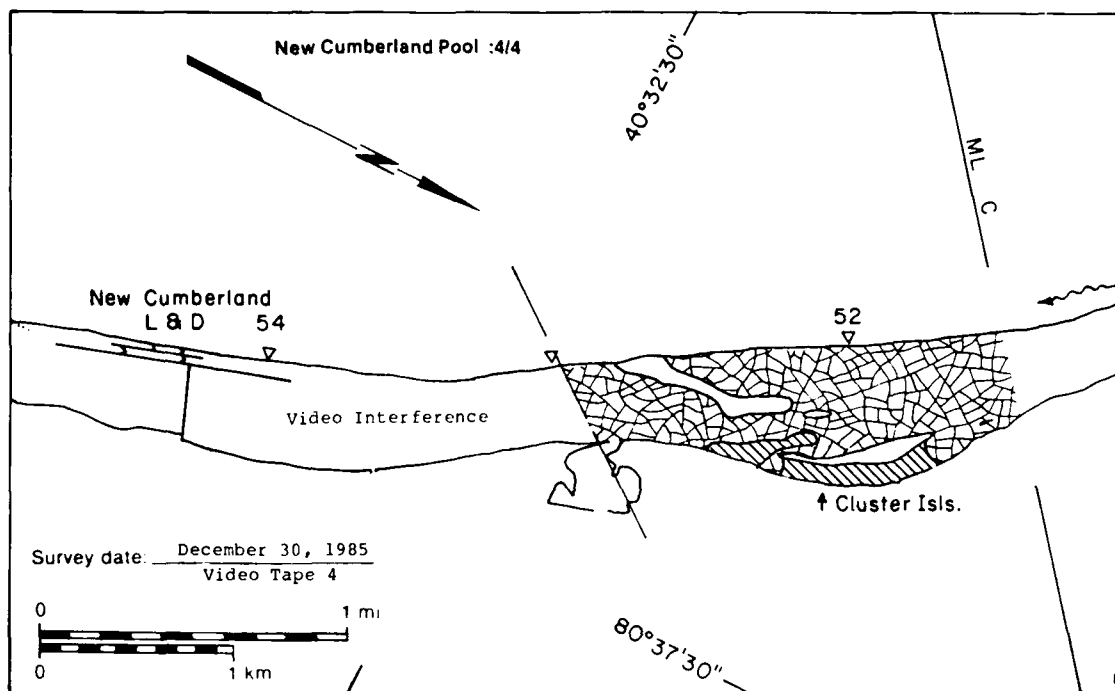 New Cumberland Pool :4/4
40°32'30"
ML C
N
New Cumberland
L & D
54
52
Video Interference
Cluster Isls.
Survey date: December 30, 1985
Video Tape 4
0 1 mi
0 1 km
80°37'30"